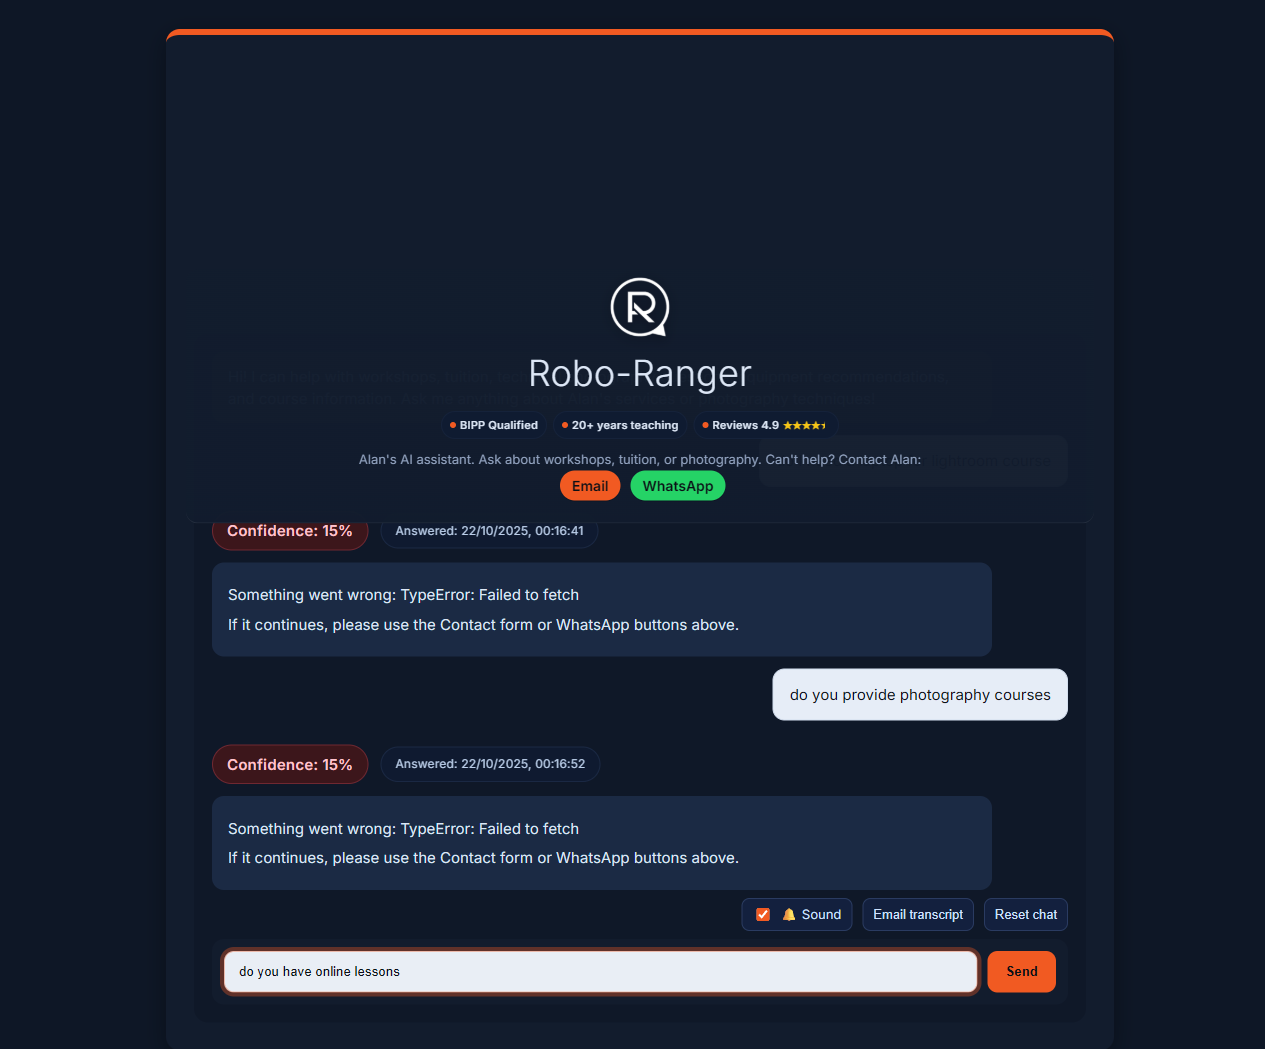 R
Robo-Ranger
BIPP Qualified
20+ years teaching
Reviews 4.9 ★★★★★
Alan's AI assistant. Ask about workshops, tuition, or photography. Can't help? Contact Alan:
Email
WhatsApp
Confidence: 15%
Answered: 22/10/2025, 00:16:41
Something went wrong: TypeError: Failed to fetch
If it continues, please use the Contact form or WhatsApp buttons above.
do you provide photography courses
Confidence: 15%
Answered: 22/10/2025, 00:16:52
Something went wrong: TypeError: Failed to fetch
If it continues, please use the Contact form or WhatsApp buttons above.
🔔 Sound
Email transcript
Reset chat
do you have online lessons
Send